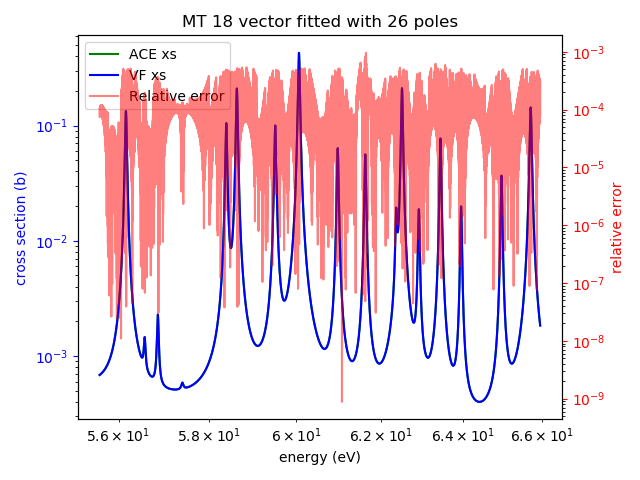 MT 18 vector fitted with 26 poles
ACE xs
VF xs
Relative error
10⁻¹
10⁻²
10⁻³
cross section (b)
10⁻³
10⁻⁴
10⁻⁵
10⁻⁶
10⁻⁷
10⁻⁸
10⁻⁹
relative error
5.6 × 10¹ 5.8 × 10¹ 6 × 10¹ 6.2 × 10¹ 6.4 × 10¹ 6.6 × 10¹
energy (eV)